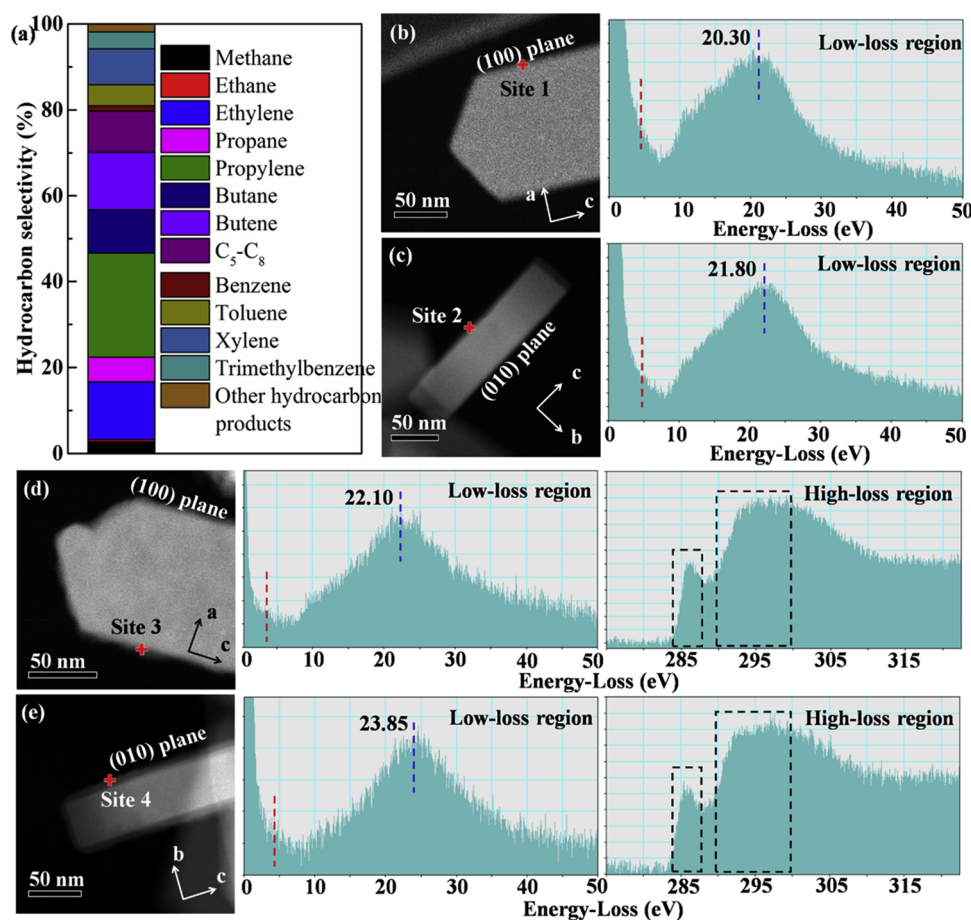 (a)
Hydrocarbon selectivity (%)
100
80
60
40
20
0
Methane
Ethane
Ethylene
Propane
Propylene
Butane
Butene
C₅-C₈
Benzene
Toluene
Xylene
Trimethylbenzene
Other hydrocarbon
products
(b)
(100) plane
Site 1
50 nm
a
c
20.30
Low-loss region
0 10 20 30 40 50
Energy-Loss (eV)
(c)
Site 2
(010) plane
50 nm
c
b
21.80
Low-loss region
0 10 20 30 40 50
Energy-Loss (eV)
(d)
(100) plane
Site 3
50 nm
a
c
22.10
Low-loss region
0 10 20 30 40 50
Energy-Loss (eV)
High-loss region
285 295 305 315
Energy-Loss (eV)
(e)
(010) plane
Site 4
50 nm
b
c
23.85
Low-loss region
0 10 20 30 40 50
Energy-Loss (eV)
High-loss region
285 295 305 315
Energy-Loss (eV)